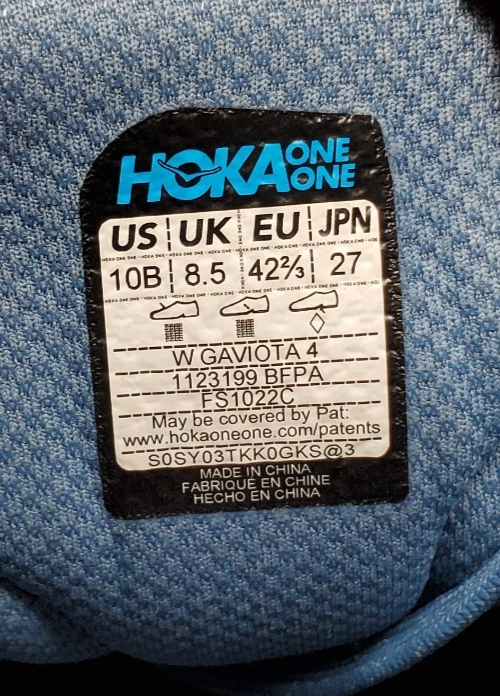 HOKA ONE ONE
US UK EU JPN
10B 8.5 42⅔ 27
W GAVIOTA 4
1123199 BFPA
FS1022C
May be covered by Pat:
www.hokaoneone.com/patents
S0SY03TKK0GKS@3
MADE IN CHINA
FABRIQUÉ EN CHINE
HECHO EN CHINA